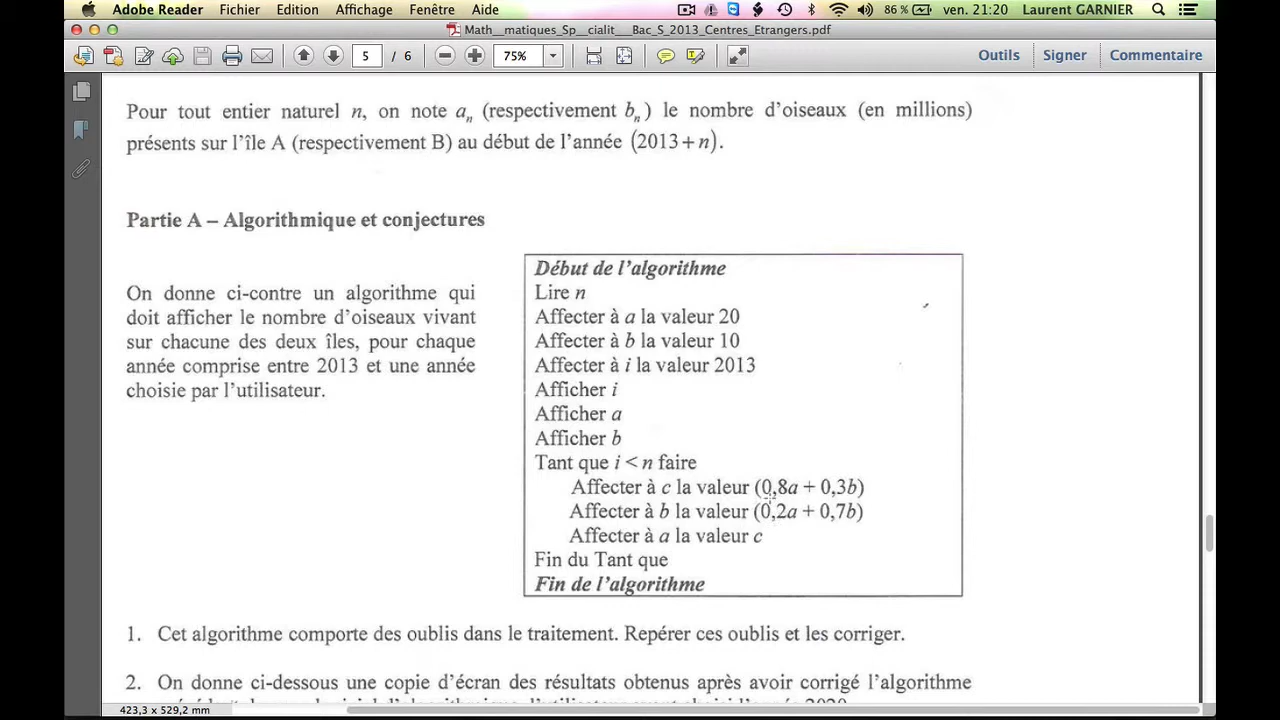 Adobe Reader Fichier Edition Affichage Fenêtre Aide 86 % ven. 21:20 Laurent GARNIER
Math__matiques_Sp__cialit___Bac_S_2013_Centres_Etrangers.pdf
5 / 6 75% Outils Signer Commentaire
Pour tout entier naturel n, on note aₙ (respectivement bₙ) le nombre d'oiseaux (en millions)
présents sur l'île A (respectivement B) au début de l'année (2013 + n).
Partie A – Algorithmique et conjectures
On donne ci-contre un algorithme qui
doit afficher le nombre d'oiseaux vivant
sur chacune des deux îles, pour chaque
année comprise entre 2013 et une année
choisie par l'utilisateur.
Début de l'algorithme
Lire n
Affecter à a la valeur 20
Affecter à b la valeur 10
Affecter à i la valeur 2013
Afficher i
Afficher a
Afficher b
Tant que i < n faire
Affecter à c la valeur (0,8a + 0,3b)
Affecter à b la valeur (0,2a + 0,7b)
Affecter à a la valeur c
Fin du Tant que
Fin de l'algorithme
1. Cet algorithme comporte des oublis dans le traitement. Repérer ces oublis et les corriger.
2. On donne ci-dessous une copie d'écran des résultats obtenus après avoir corrigé l'algorithme
423,3 x 529,2 mm